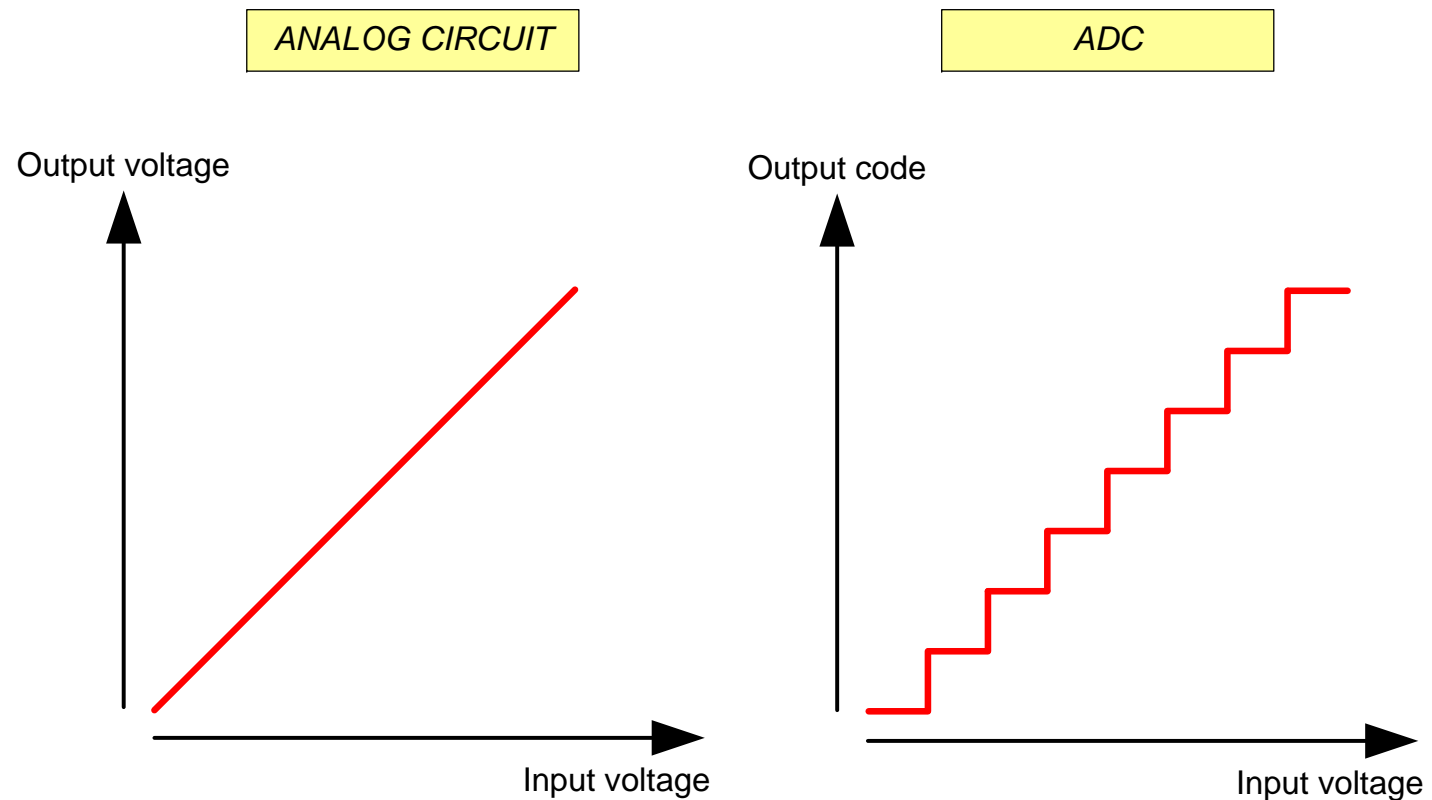 ANALOG CIRCUIT
ADC
Output voltage
Output code
Input voltage
Input voltage